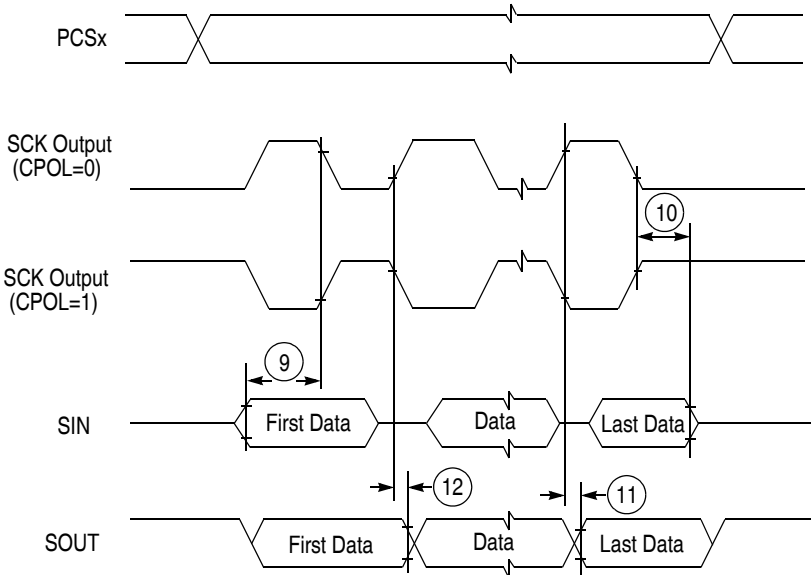 PCSx
SCK Output
(CPOL=0)
10
SCK Output
(CPOL=1)
9
SIN
First Data
Data
Last Data
12
11
SOUT
First Data
Data
Last Data